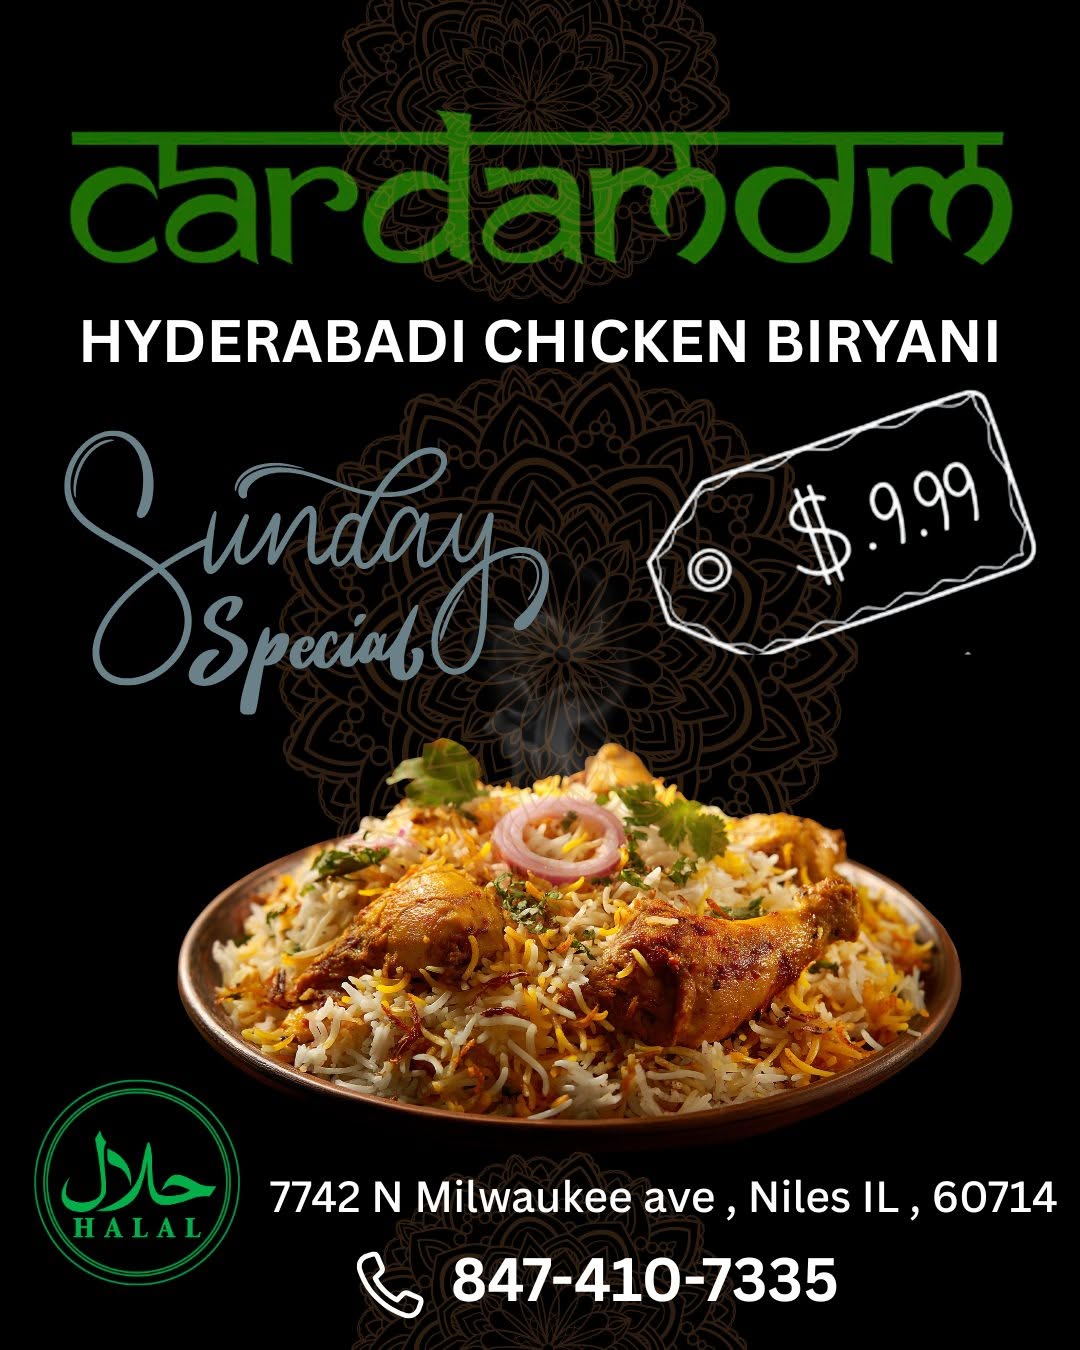 cardamom
HYDERABADI CHICKEN BIRYANI
Sunday
Special
$.9.99
حلال
HALAL
7742 N Milwaukee ave , Niles IL , 60714
847-410-7335